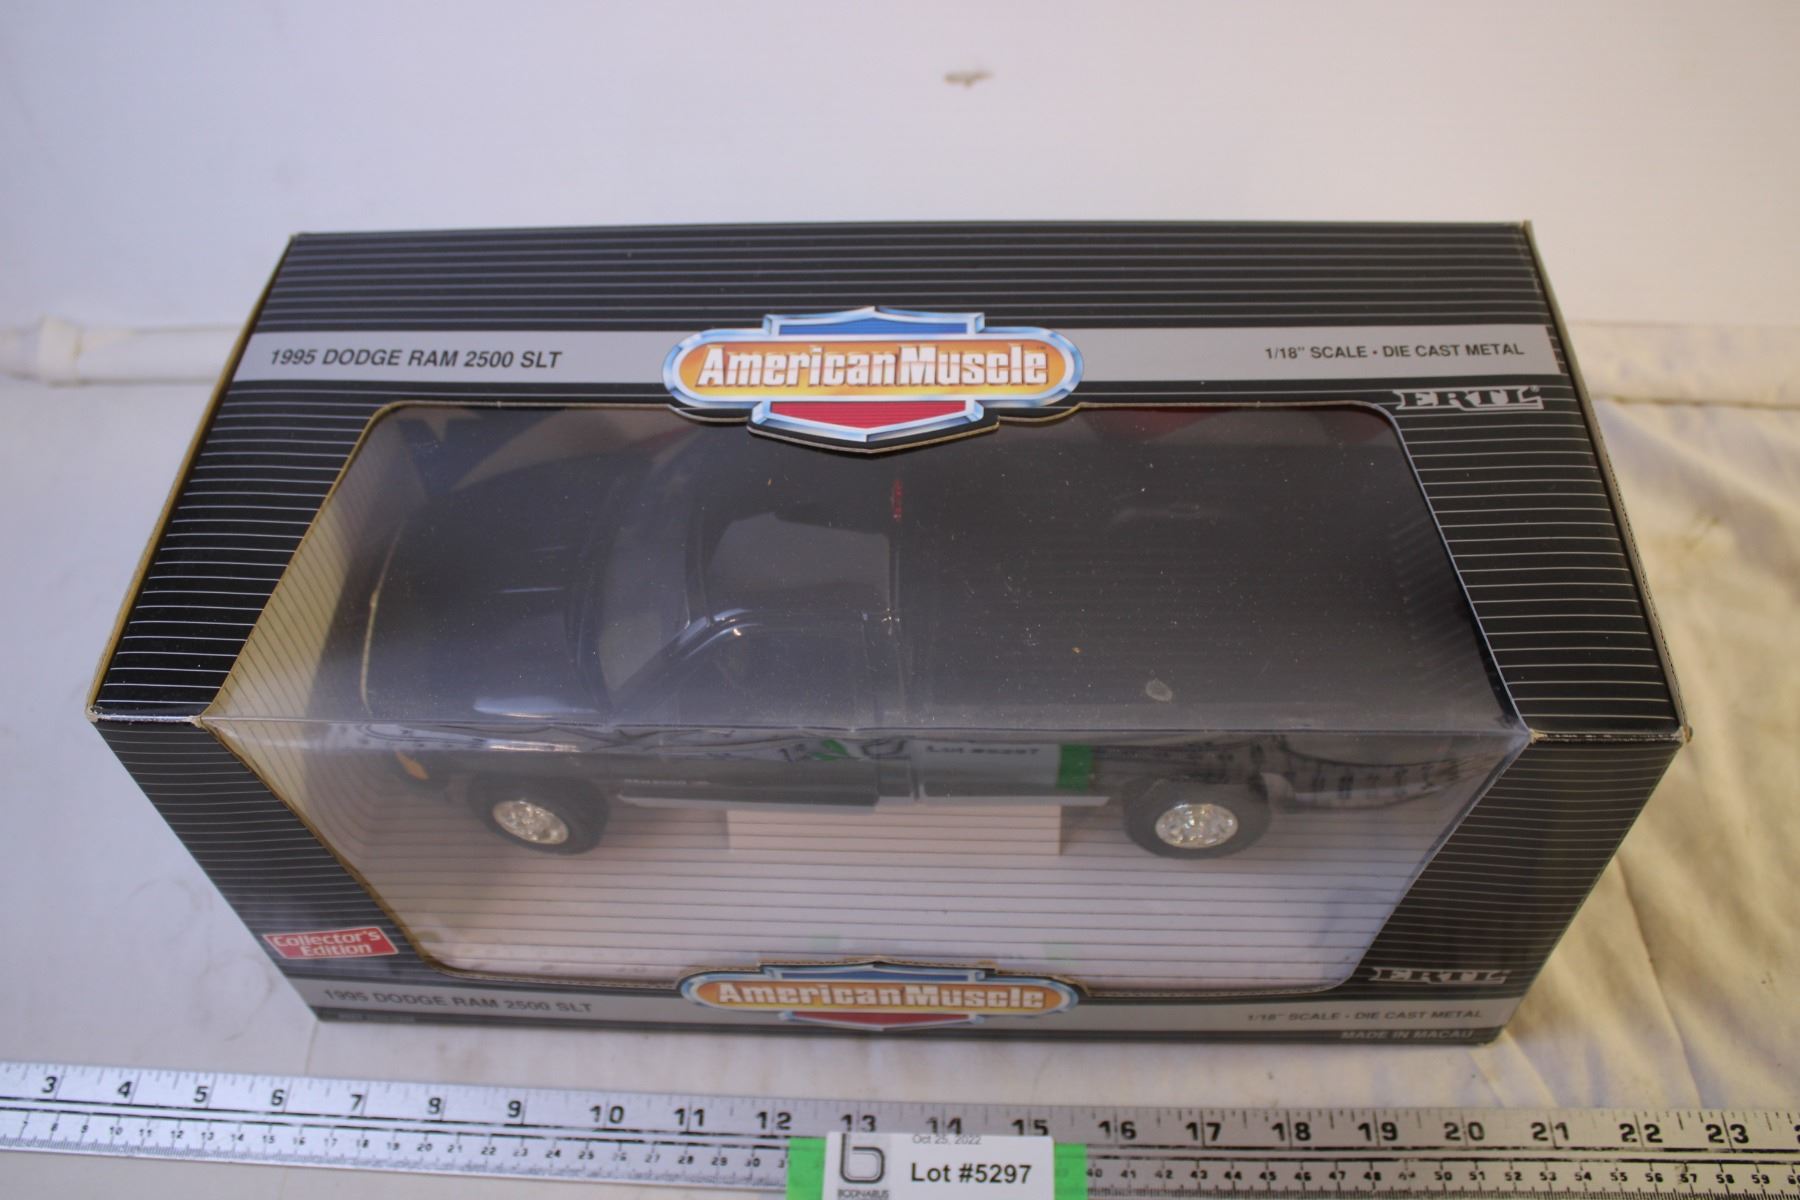 1995 DODGE RAM 2500 SLT
AmericanMuscle
1/18" SCALE • DIE CAST METAL
ERTL®
Lot #5297
Collector's
Edition
ERTL
1995 DODGE RAM 2500 SLT
AmericanMuscle
1/18" SCALE • DIE CAST METAL
MADE IN MACAU
3 4 5 6 7 8 9 10 11 12 13 14 15 16 17 18 19 20 21 22 23
Oct 25, 2022
Lot #5297
BODNARUS